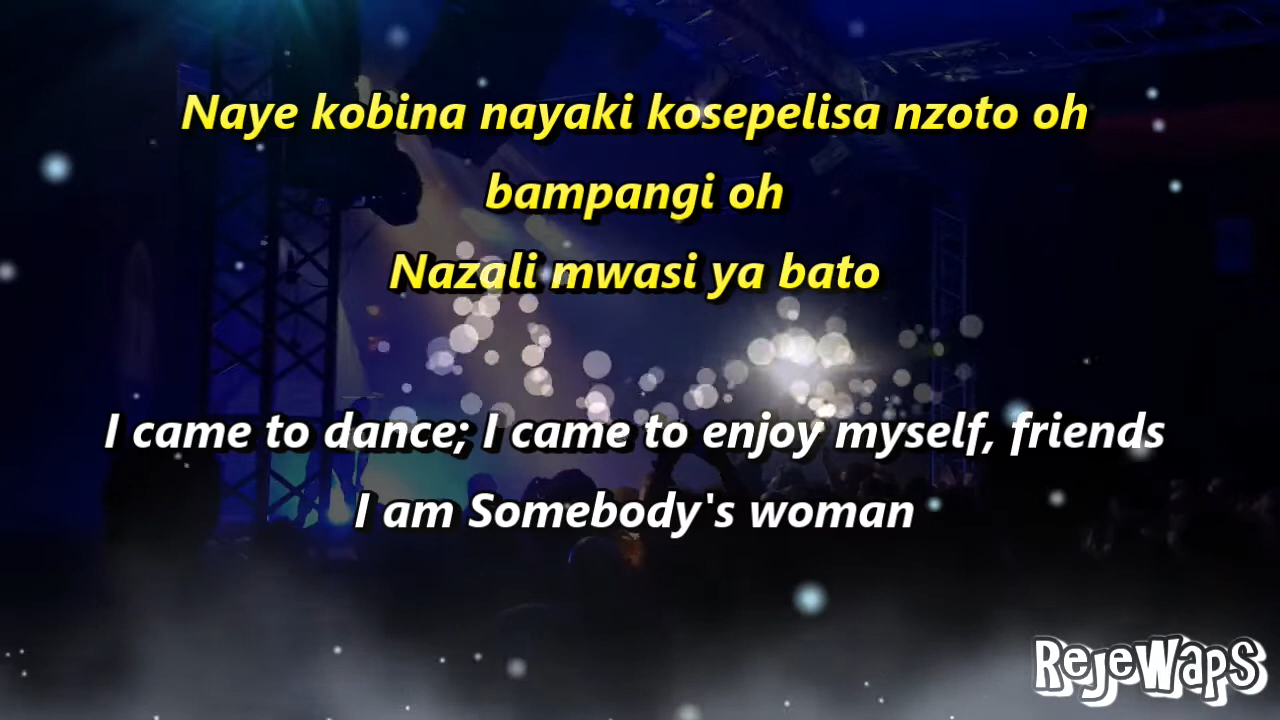 Naye kobina nayaki kosepelisa nzoto oh
bampangi oh
Nazali mwasi ya bato
I came to dance; I came to enjoy myself, friends
I am Somebody's woman
RejeWapS